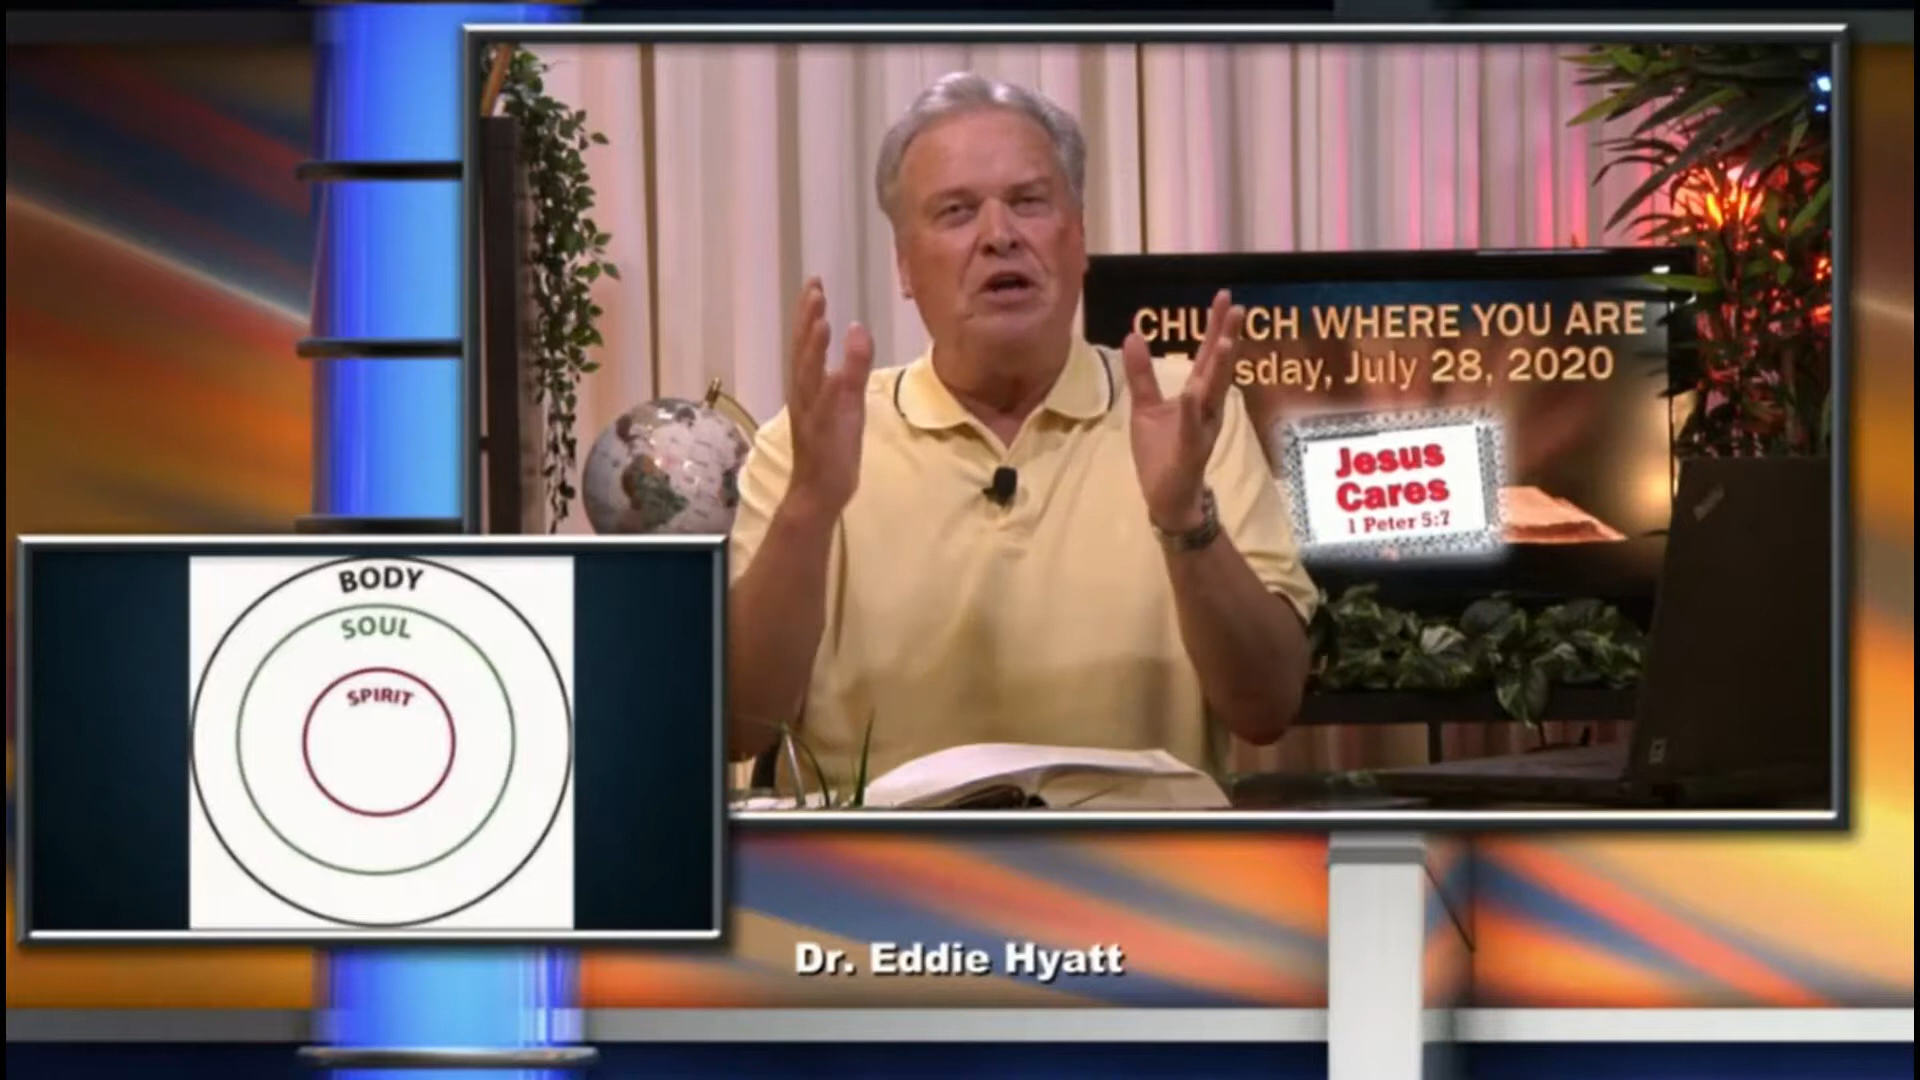 CHURCH WHERE YOU ARE
sday, July 28, 2020
Jesus
Cares
1 Peter 5:7
BODY
SOUL
SPIRIT
Dr. Eddie Hyatt